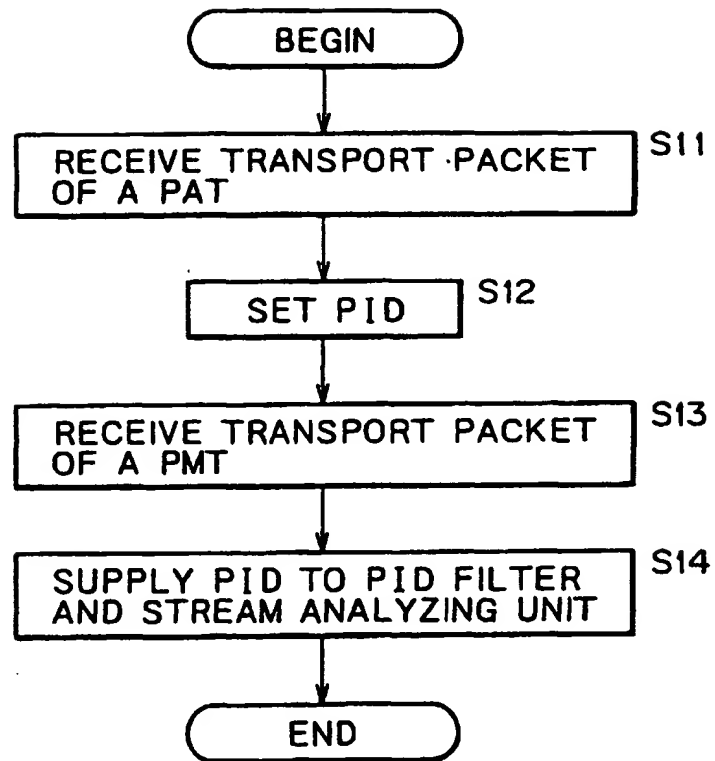 BEGIN
RECEIVE TRANSPORT PACKET
OF A PAT
S11
SET PID
S12
RECEIVE TRANSPORT PACKET
OF A PMT
S13
SUPPLY PID TO PID FILTER
AND STREAM ANALYZING UNIT
S14
END